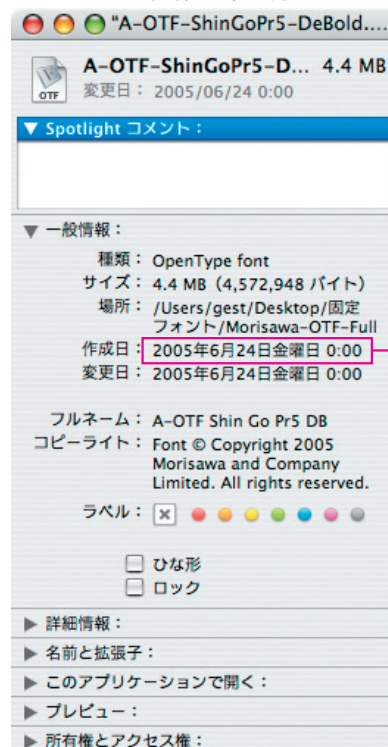 "A-OTF-ShinGoPr5-DeBold....
A-OTF-ShinGoPr5-D... 4.4 MB
OTF
変更日： 2005/06/24 0:00
▼ Spotlight コメント：
▼ 一般情報：
種類： OpenType font
サイズ： 4.4 MB（4,572,948 バイト）
場所： /Users/gest/Desktop/固定
フォント/Morisawa-OTF-Full
作成日： 2005年6月24日金曜日 0:00
変更日： 2005年6月24日金曜日 0:00
フルネーム： A-OTF Shin Go Pr5 DB
コピーライト： Font © Copyright 2005
Morisawa and Company
Limited. All rights reserved.
ラベル：
ひな形
ロック
▶ 詳細情報：
▶ 名前と拡張子：
▶ このアプリケーションで開く：
▶ プレビュー：
▶ 所有権とアクセス権：